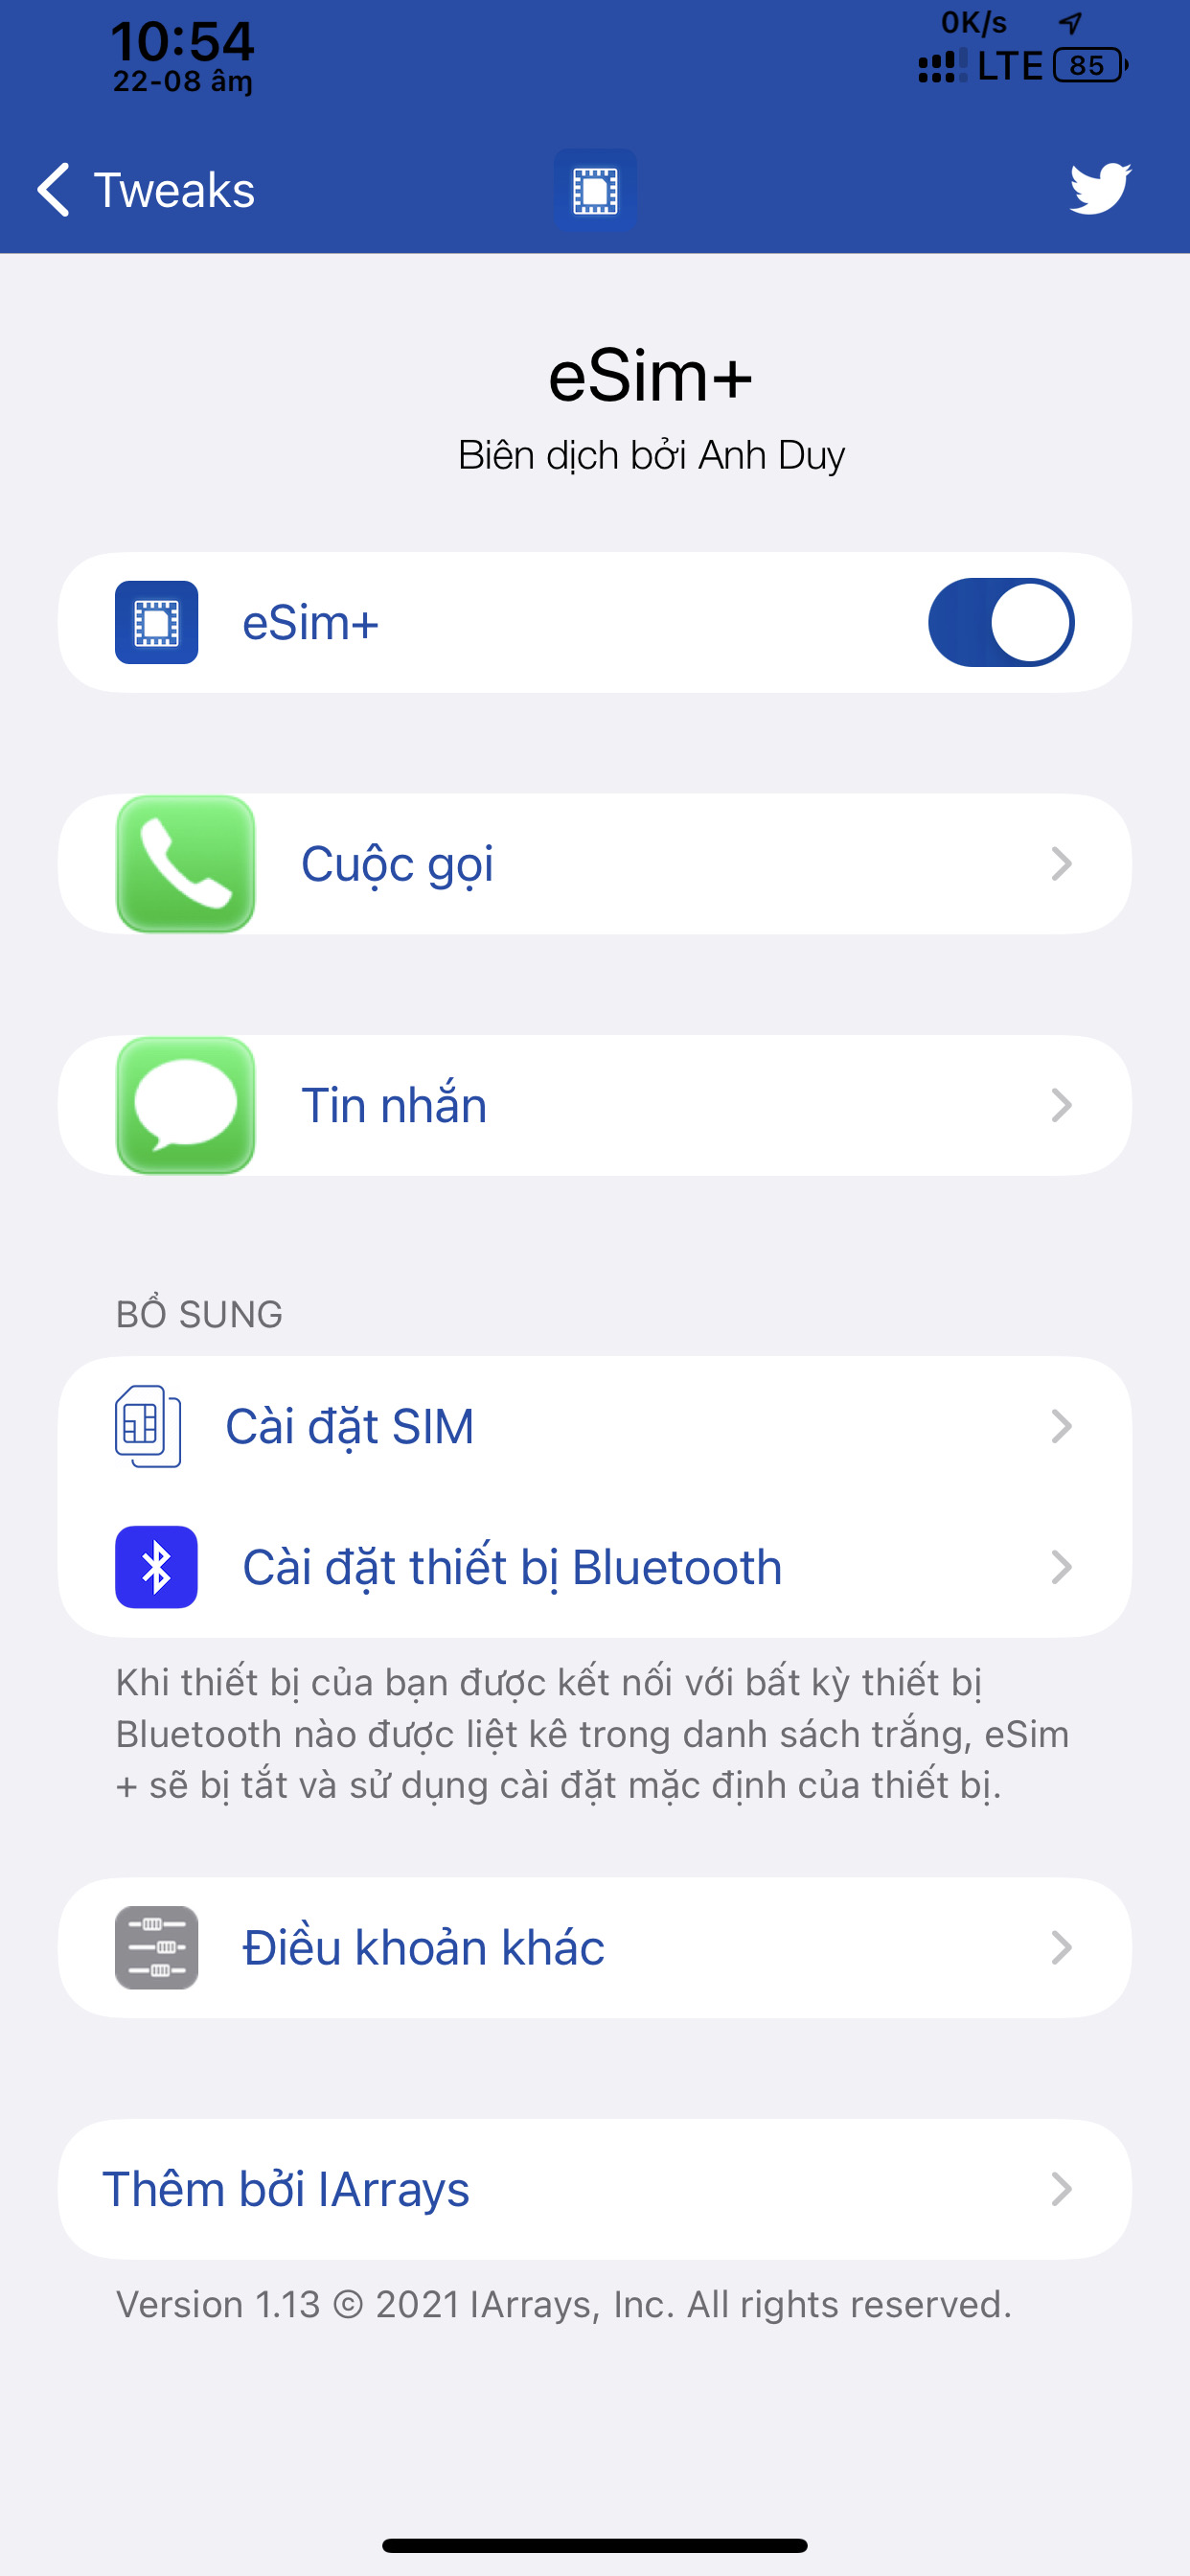 10:54
0K/s
22-08 âm
LTE 85
Tweaks
eSim+
Biên dịch bởi Anh Duy
eSim+
Cuộc gọi
Tin nhắn
BỔ SUNG
Cài đặt SIM
Cài đặt thiết bị Bluetooth
Khi thiết bị của bạn được kết nối với bất kỳ thiết bị
Bluetooth nào được liệt kê trong danh sách trắng, eSim
+ sẽ bị tắt và sử dụng cài đặt mặc định của thiết bị.
Điều khoản khác
Thêm bởi IArrays
Version 1.13 © 2021 IArrays, Inc. All rights reserved.